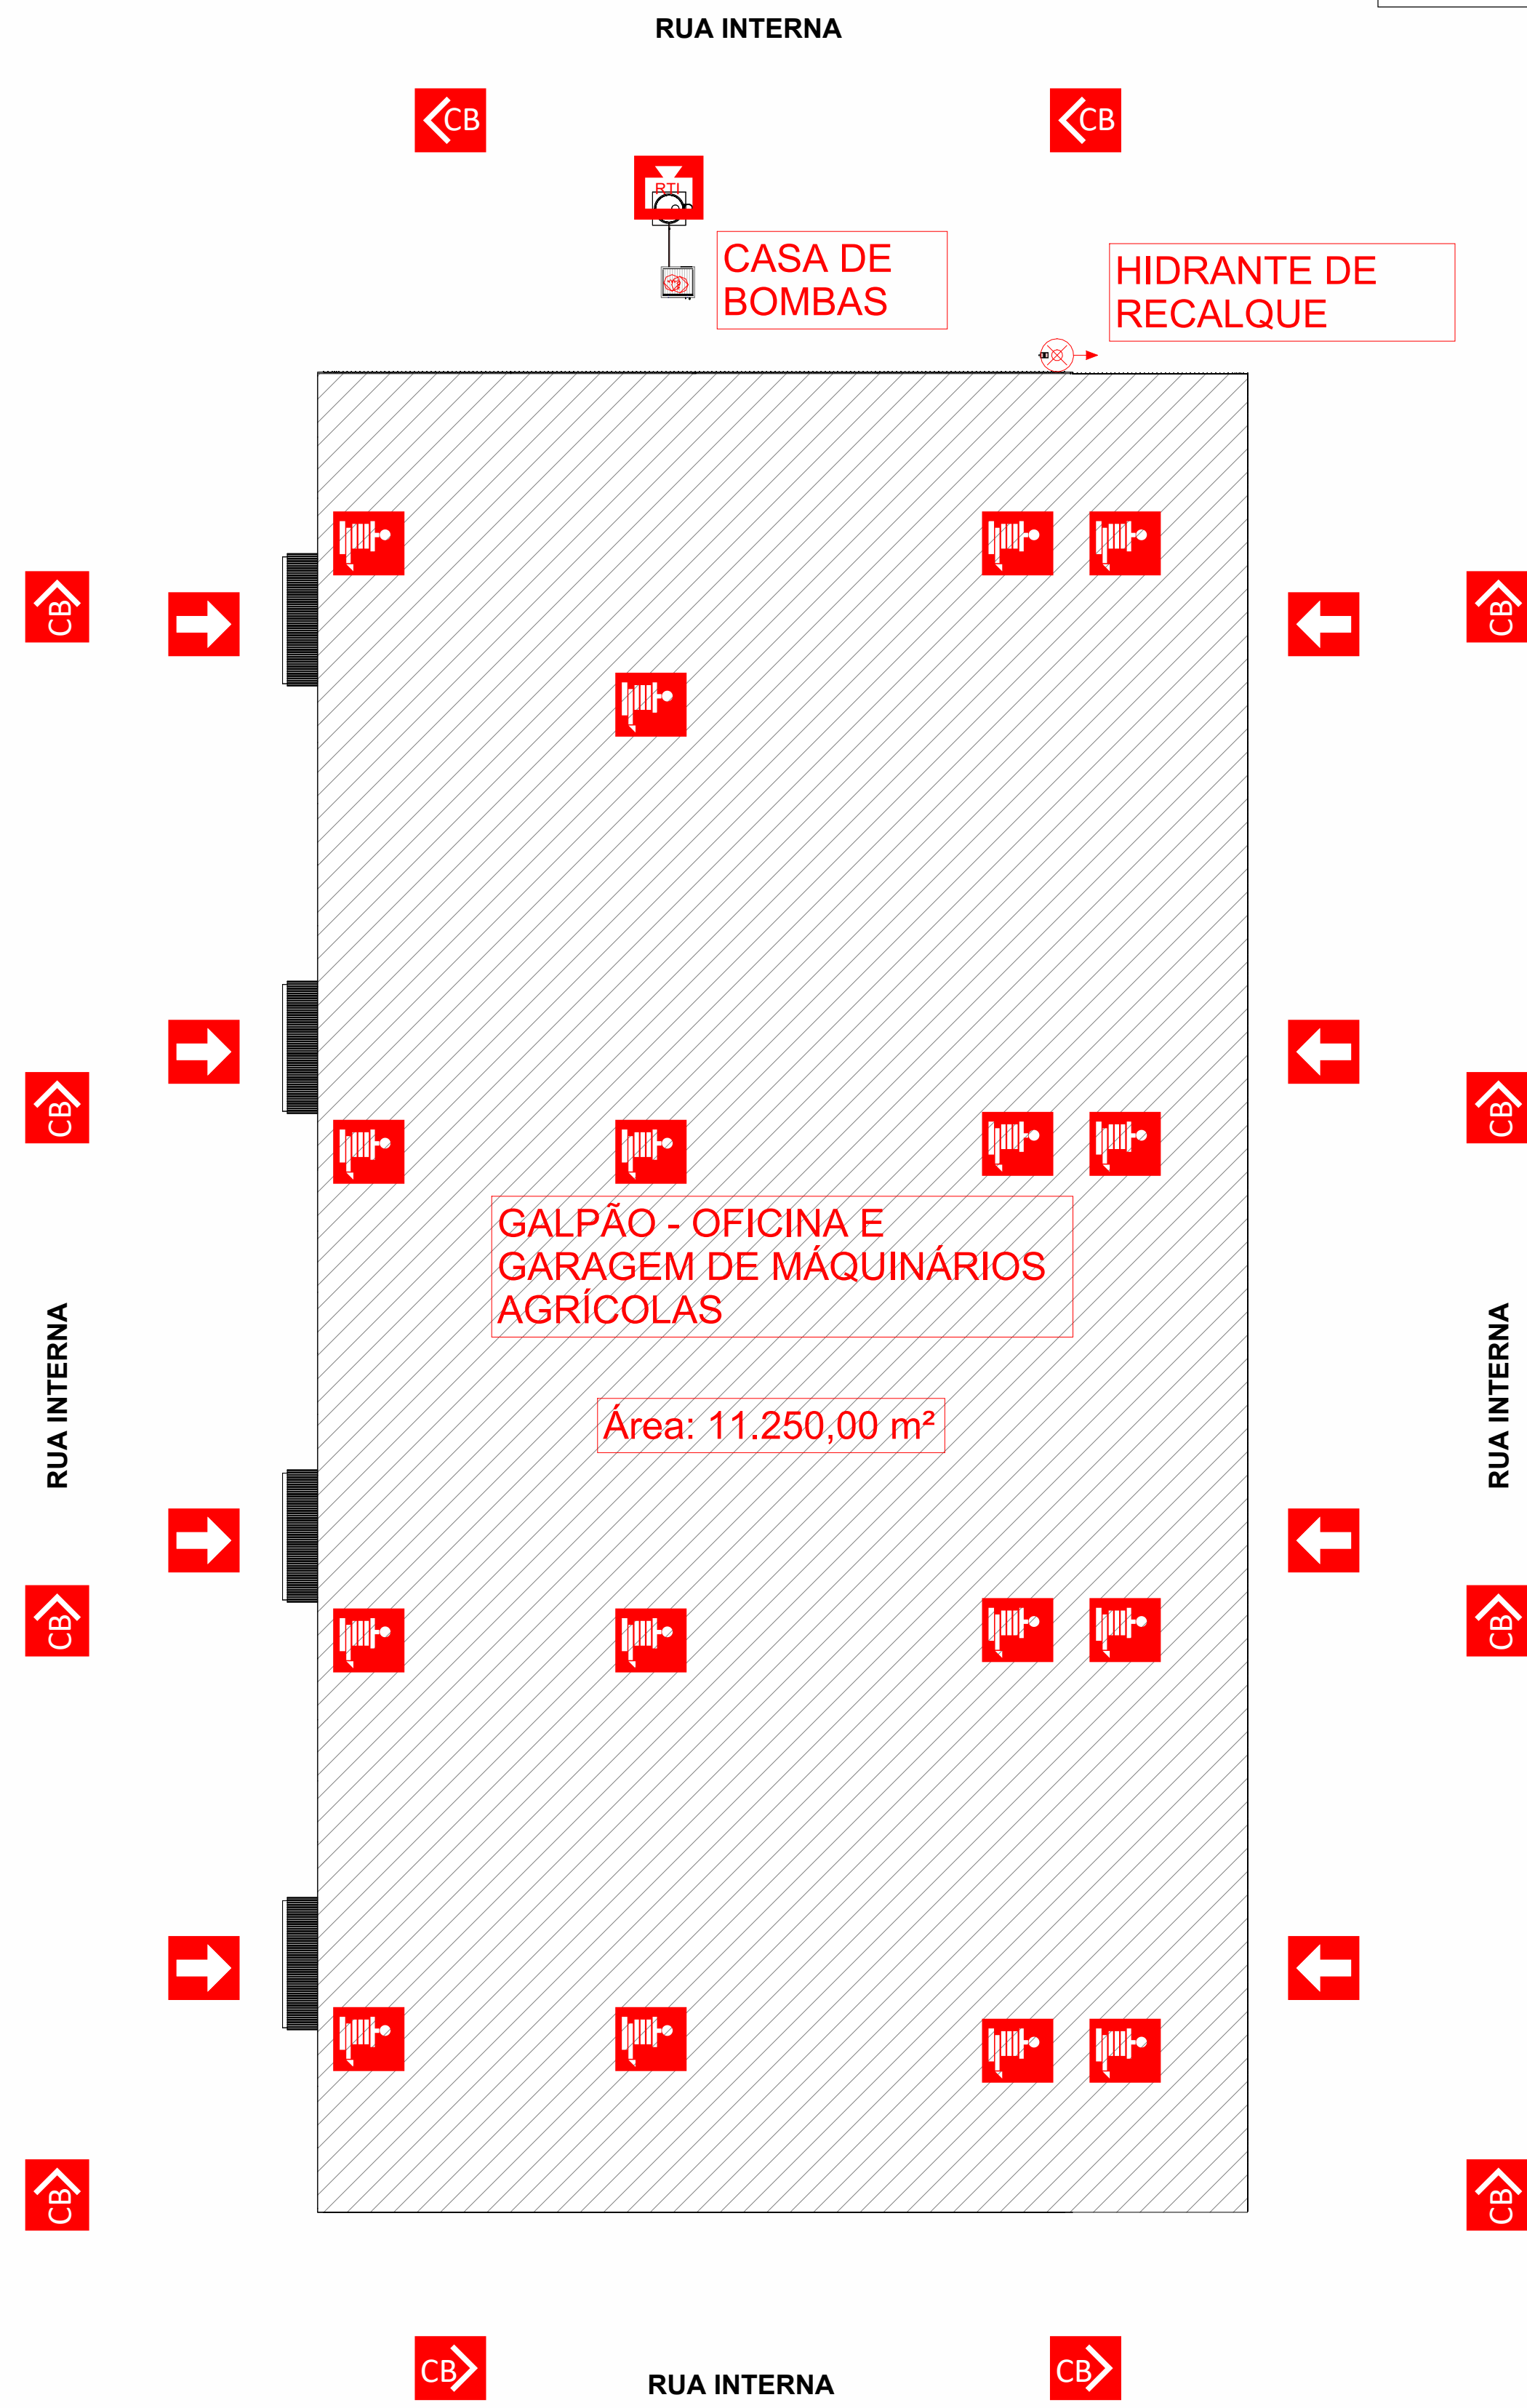 RUA INTERNA
CB
CB
RTI
CASA DE
BOMBAS
HIDRANTE DE
RECALQUE
CB
CB
CB
CB
GALPÃO - OFICINA E
GARAGEM DE MÁQUINÁRIOS
AGRÍCOLAS
RUA INTERNA
RUA INTERNA
Área: 11.250,00 m²
CB
CB
CB
CB
CB
CB
RUA INTERNA